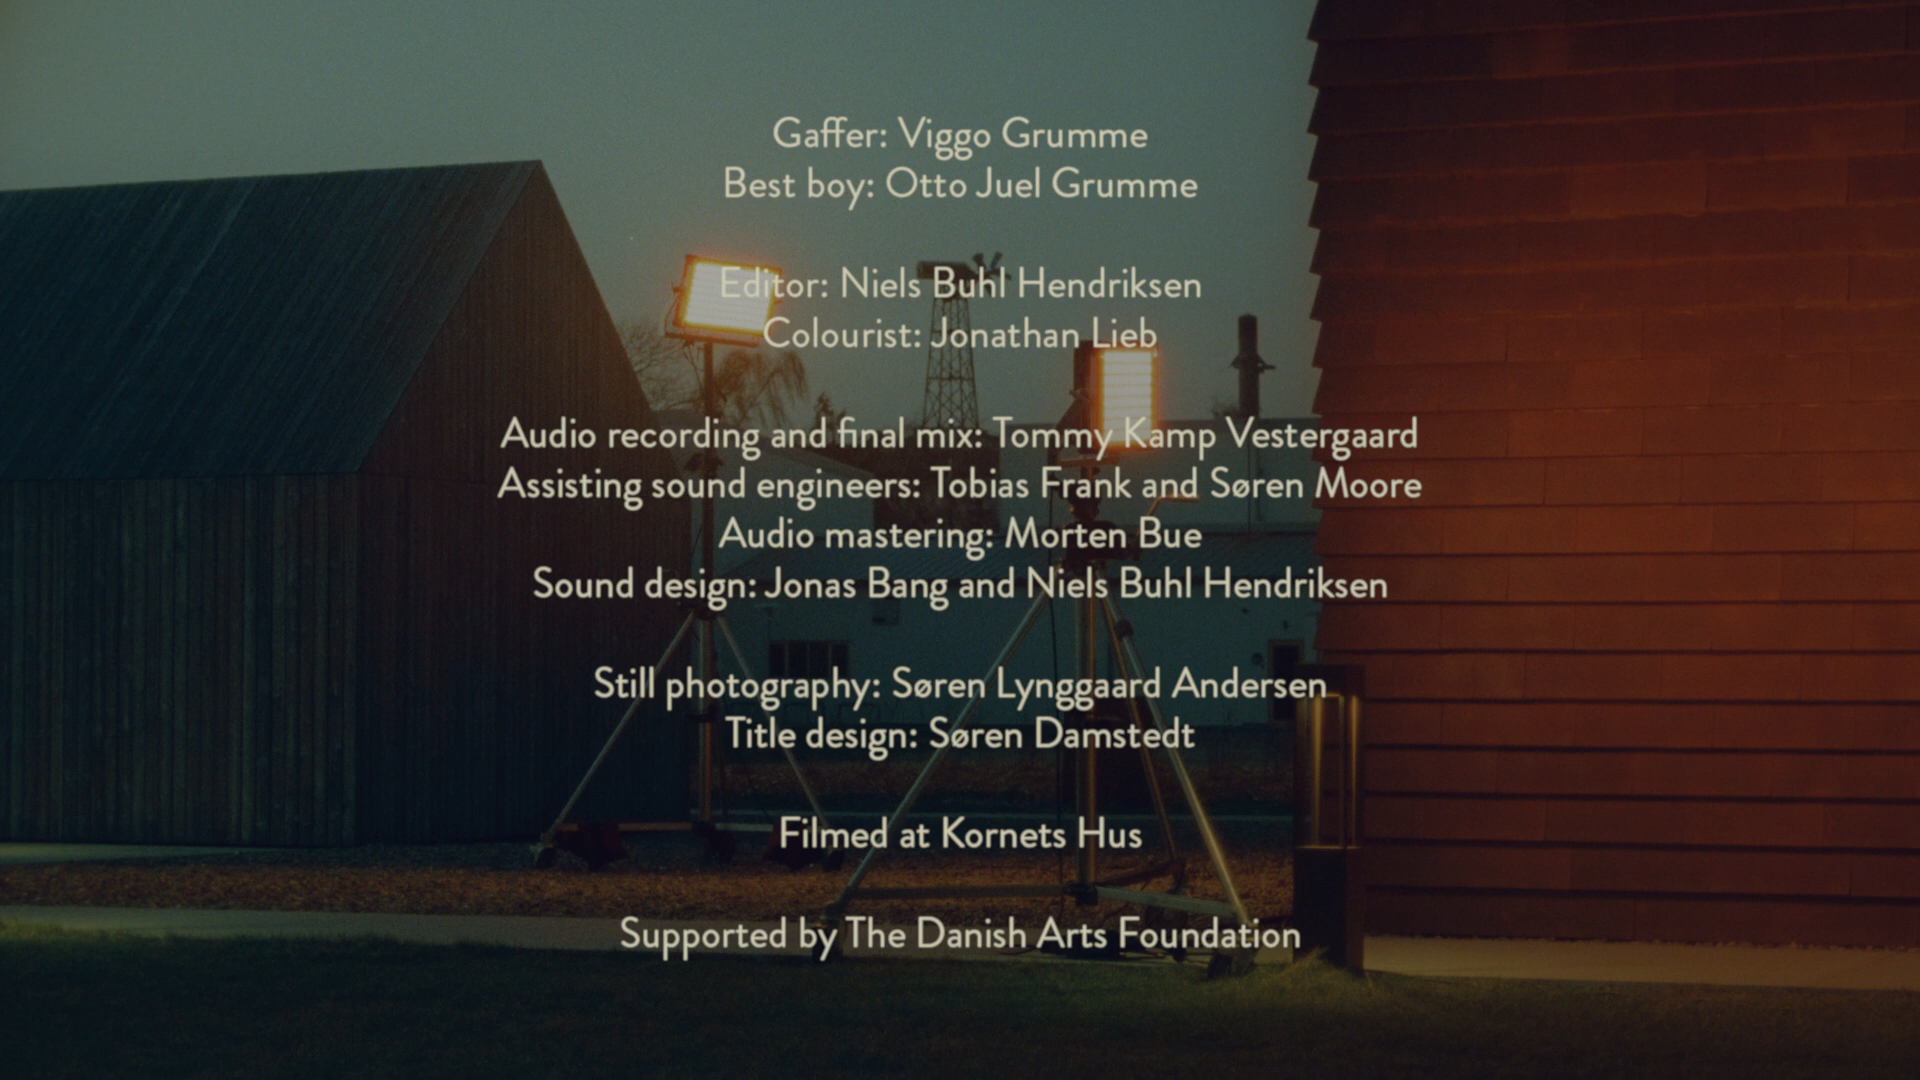 Gaffer: Viggo Grumme
Best boy: Otto Juel Grumme
Editor: Niels Buhl Hendriksen
Colourist: Jonathan Lieb
Audio recording and final mix: Tommy Kamp Vestergaard
Assisting sound engineers: Tobias Frank and Søren Moore
Audio mastering: Morten Bue
Sound design: Jonas Bang and Niels Buhl Hendriksen
Still photography: Søren Lynggaard Andersen
Title design: Søren Damstedt
Filmed at Kornets Hus
Supported by The Danish Arts Foundation